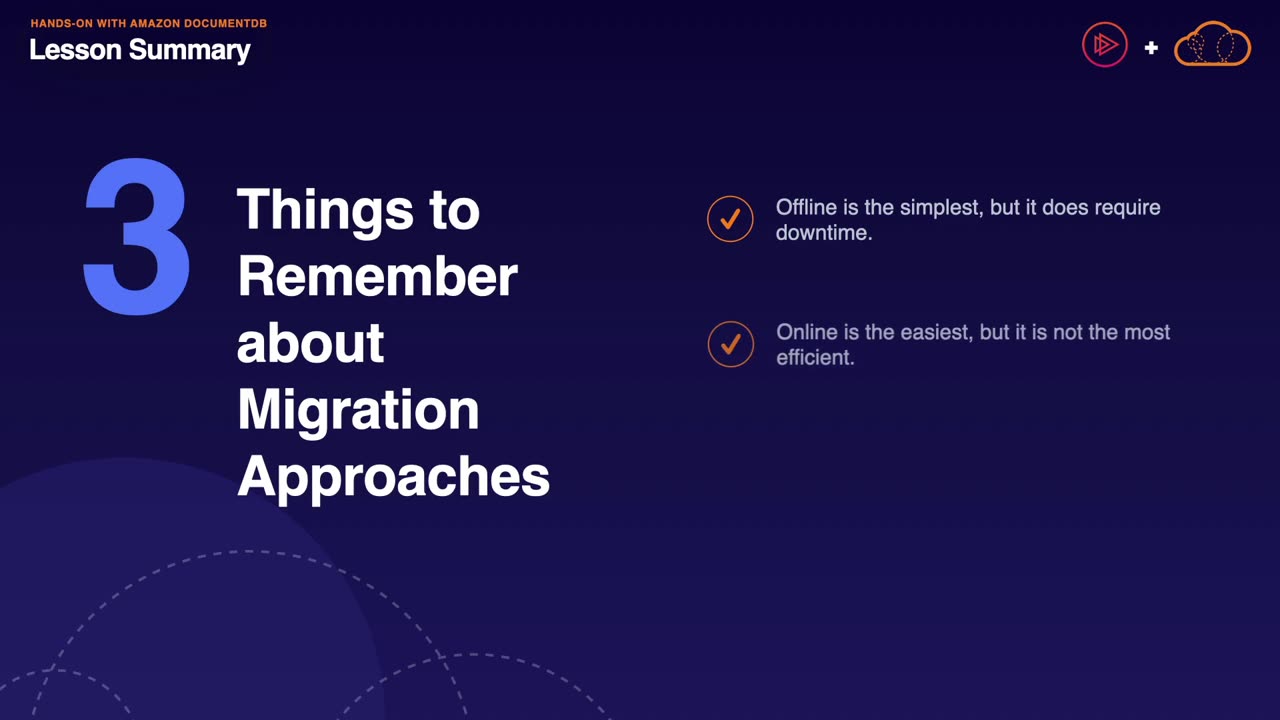 HANDS-ON WITH AMAZON DOCUMENTDB
Lesson Summary
3
Things to
Remember
about
Migration
Approaches
Offline is the simplest, but it does require
downtime.
Online is the easiest, but it is not the most
efficient.